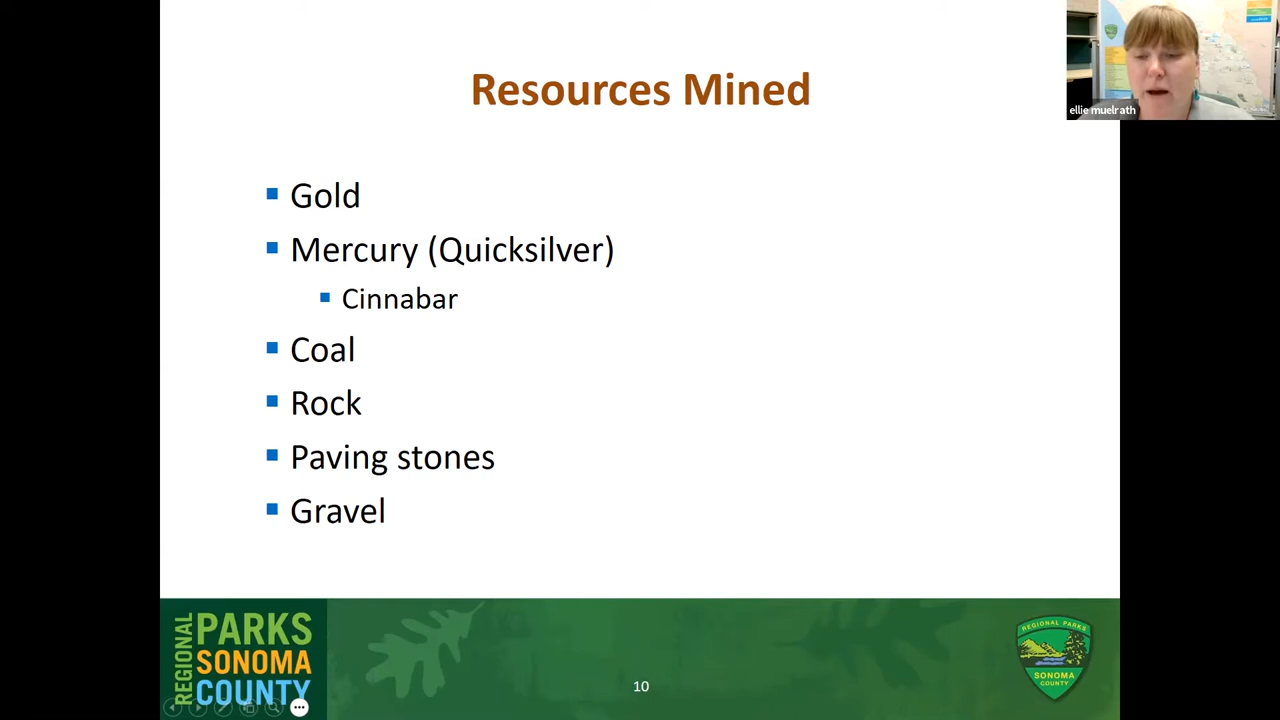 Resources Mined
ellie muelrath
Gold
Mercury (Quicksilver)
Cinnabar
Coal
Rock
Paving stones
Gravel
REGIONAL
PARKS
SONOMA
COUNTY
10
REGIONAL PARKS
SONOMA
COUNTY